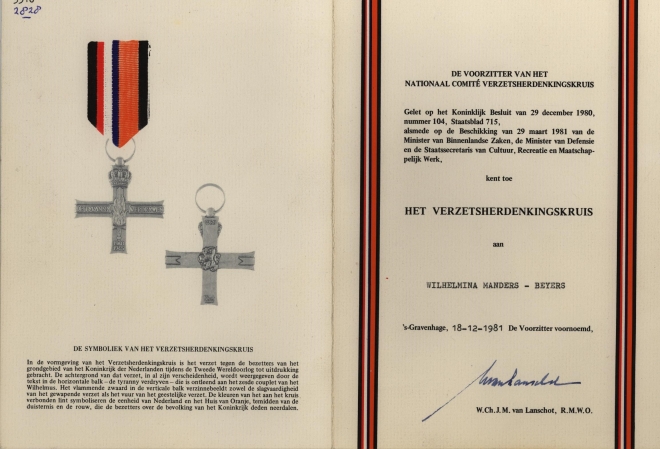 2828
DE SYMBOLIEK VAN HET VERZETSHERDENKINGSKRUIS
In de vormgeving van het Verzetsherdenkingskruis is het verzet tegen de bezetters van het
grondgebied van het Koninkrijk der Nederlanden tijdens de Tweede Wereldoorlog tot uitdrukking
gebracht. De achtergrond van dat verzet, in al zijn verscheidenheid, wordt weergegeven door de
tekst in de horizontale balk – de tyranny verdryven – die is ontleend aan het zesde couplet van het
Wilhelmus. Het vlammende zwaard in de verticale balk verzinnebeeldt zowel de slagvaardigheid
van het gewapende verzet als het vuur van het geestelijke verzet. De kleuren van het aan het kruis
verbonden lint symboliseren de eenheid van Nederland en het Huis van Oranje, temidden van de
duisternis en de rouw, die de bezetters over de bevolking van het Koninkrijk deden neerdalen.
DE VOORZITTER VAN HET
NATIONAAL COMITÉ VERZETSHERDENKINGSKRUIS
Gelet op het Koninklijk Besluit van 29 december 1980,
nummer 104, Staatsblad 715,
alsmede op de Beschikking van 29 maart 1981 van de
Minister van Binnenlandse Zaken, de Minister van Defensie
en de Staatssecretaris van Cultuur, Recreatie en Maatschap-
pelijk Werk,
kent toe
HET VERZETSHERDENKINGSKRUIS
aan
WILHELMINA MANDERS - BEYERS
's-Gravenhage, 18-12-1981 De Voorzitter voornoemd,
W.Ch.J.M. van Lanschot, R.M.W.O.